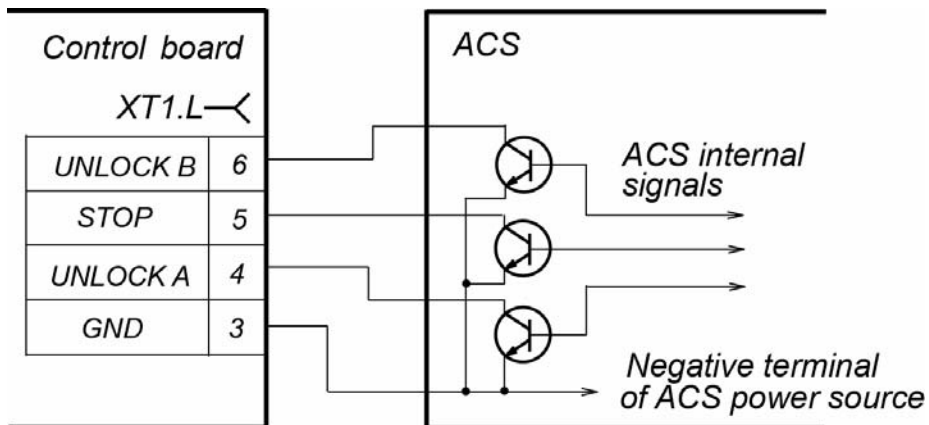 Control board
ACS
XT1.L
UNLOCK B 6
STOP 5
UNLOCK A 4
GND 3
ACS internal
signals
Negative terminal
of ACS power source